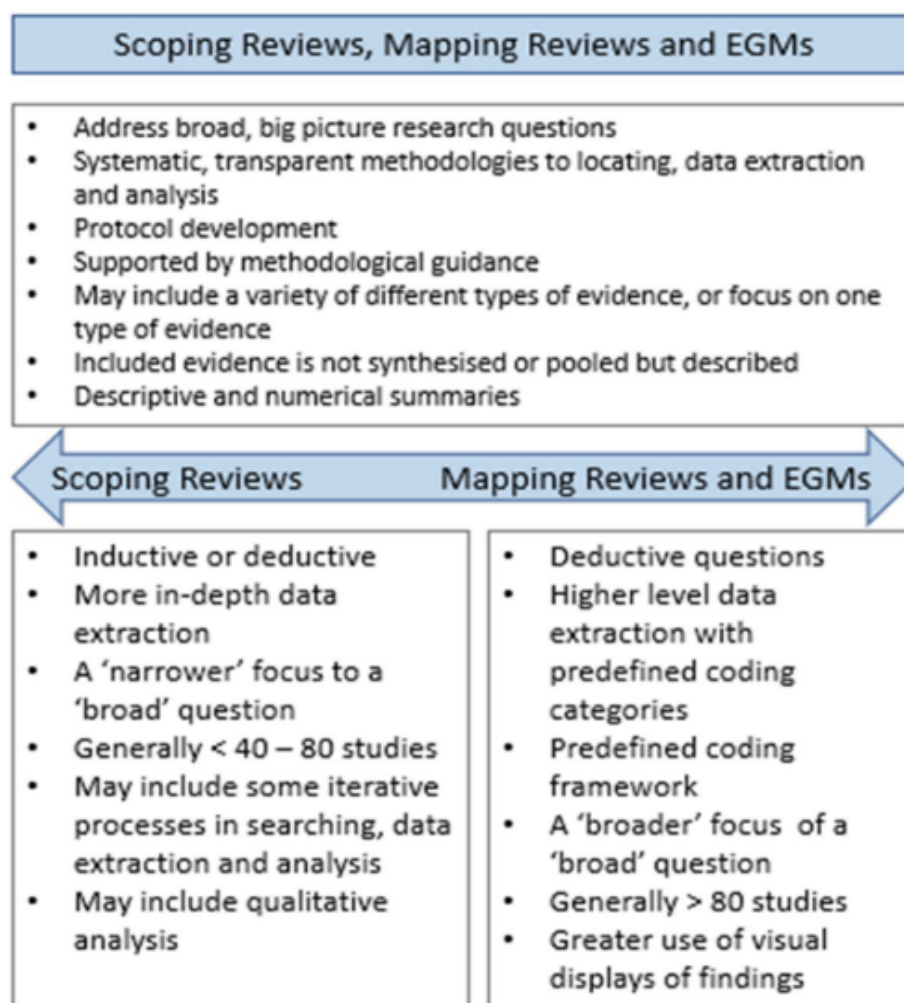 Scoping Reviews, Mapping Reviews and EGMs
• Address broad, big picture research questions
• Systematic, transparent methodologies to locating, data extraction
and analysis
• Protocol development
• Supported by methodological guidance
• May include a variety of different types of evidence, or focus on one
type of evidence
• Included evidence is not synthesised or pooled but described
• Descriptive and numerical summaries
Scoping Reviews
Mapping Reviews and EGMs
• Inductive or deductive
• More in-depth data
extraction
• A ‘narrower’ focus to a
‘broad’ question
• Generally < 40 – 80 studies
• May include some iterative
processes in searching, data
extraction and analysis
• May include qualitative
analysis
• Deductive questions
• Higher level data
extraction with
predefined coding
categories
• Predefined coding
framework
• A ‘broader’ focus of a
‘broad’ question
• Generally > 80 studies
• Greater use of visual
displays of findings